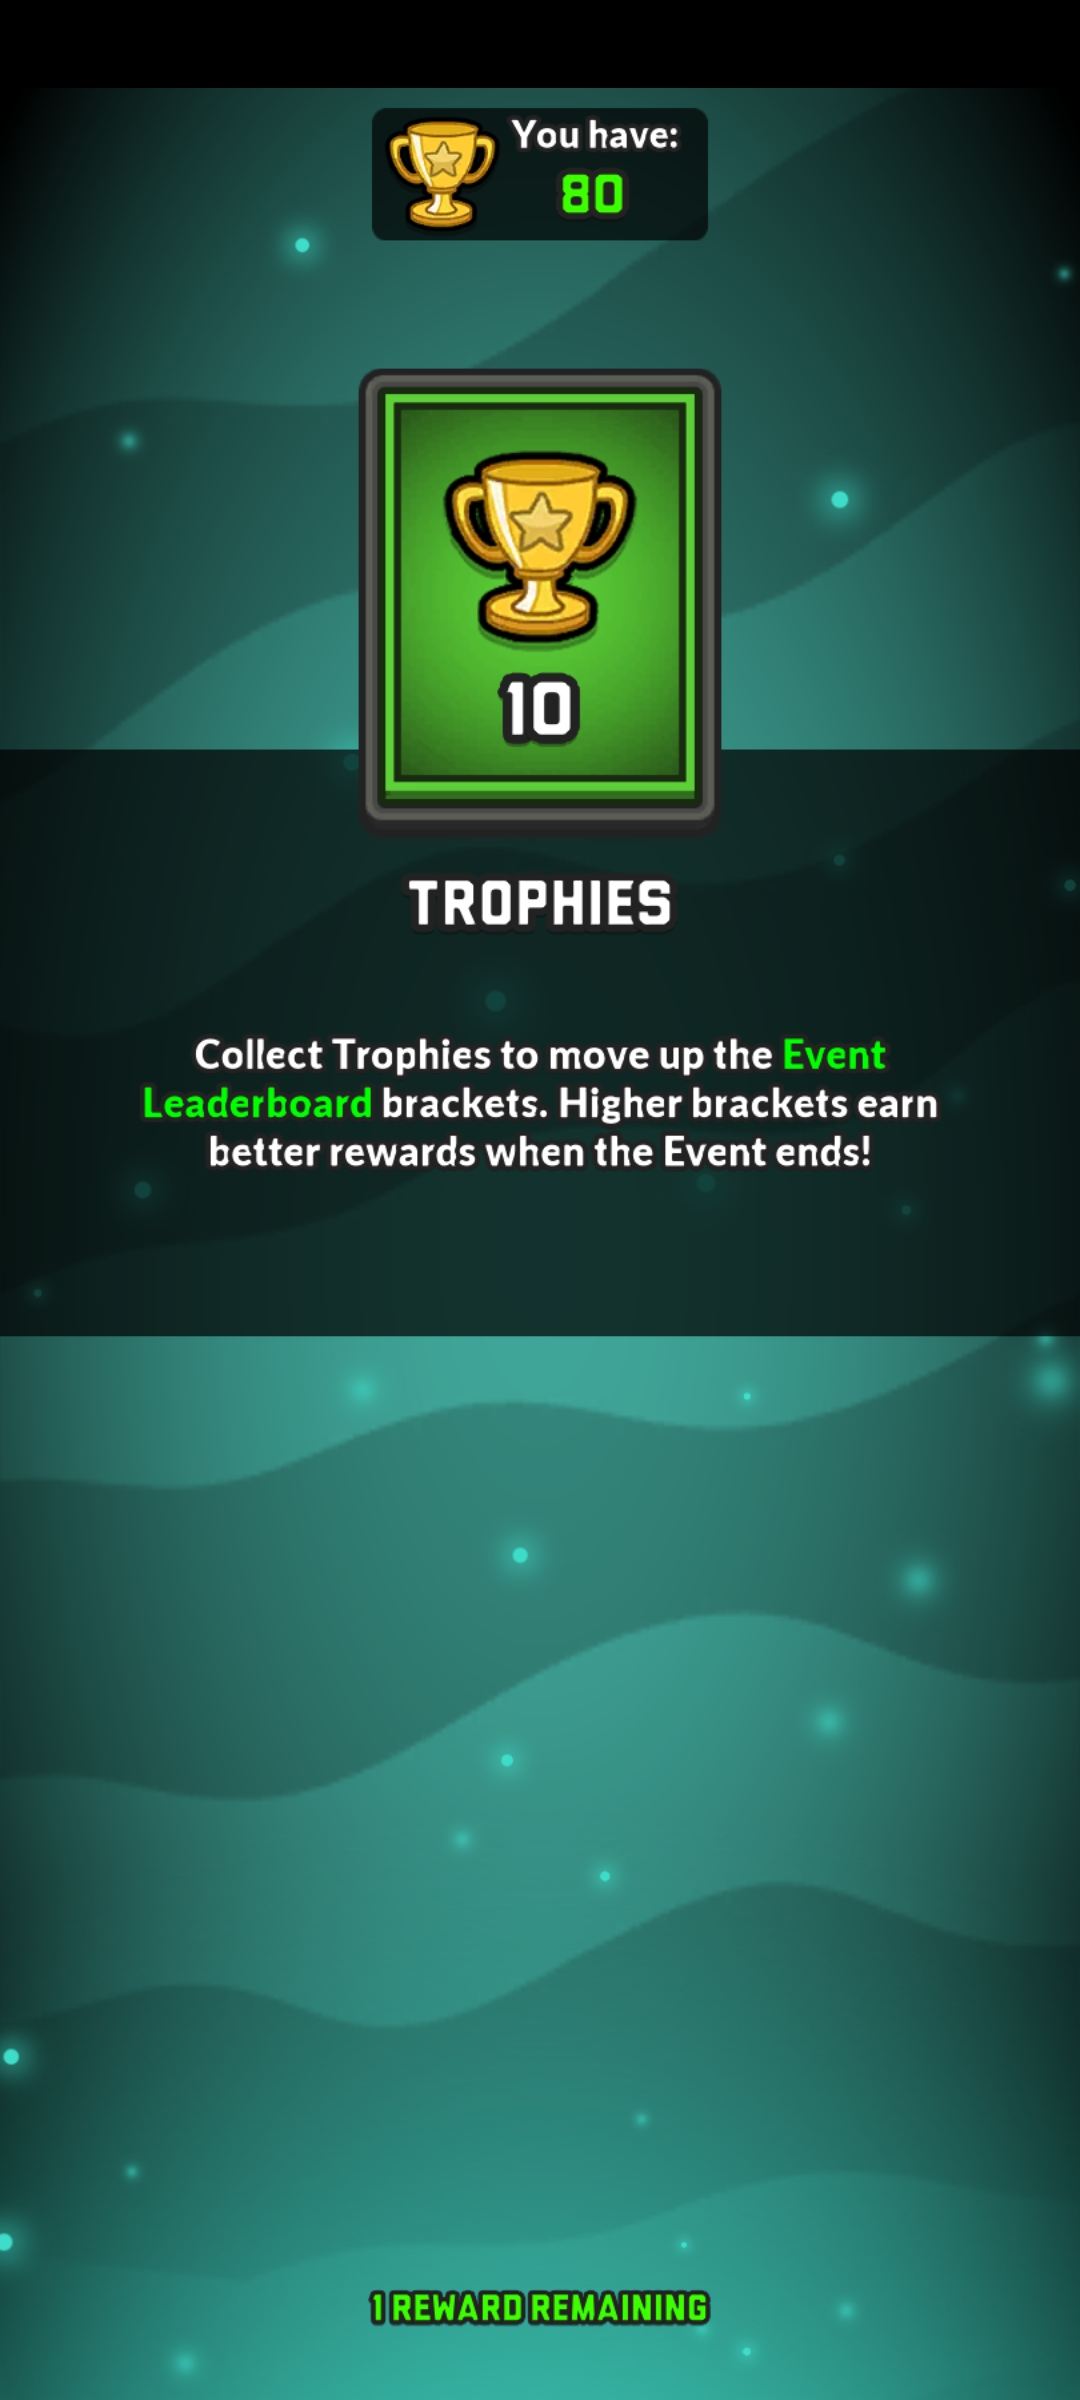 You have:
80
10
TROPHIES
Collect Trophies to move up the Event
Leaderboard brackets. Higher brackets earn
better rewards when the Event ends!
1 REWARD REMAINING